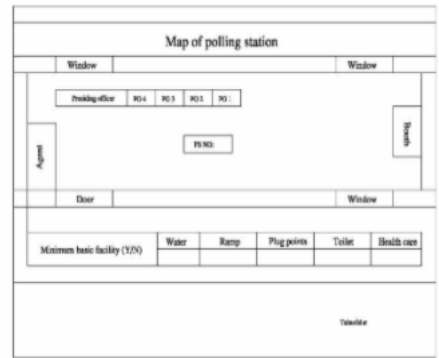 Map of polling station
Window Window
Presiding officer PO 4 PO 3 PO 2 PO 1
Booth
Agent
PS NO:
Door Window
Minimum basic facility (Y/N) Water Ramp Plug points Toilet Health care
Tahsildar